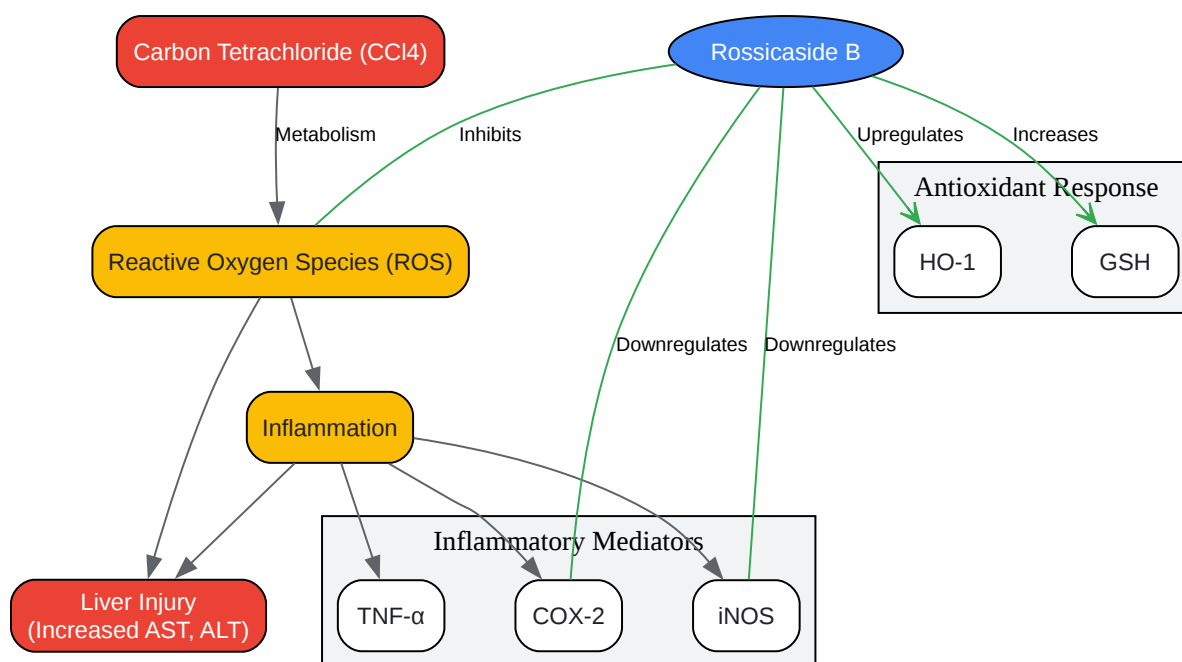 Carbon Tetrachloride (CCl4)
Rossicaside B
Metabolism
Inhibits
Upregulates
Increases
Antioxidant Response
Reactive Oxygen Species (ROS)
HO-1
GSH
Downregulates
Downregulates
Inflammation
Inflammatory Mediators
Liver Injury
(Increased AST, ALT)
TNF-α
COX-2
iNOS